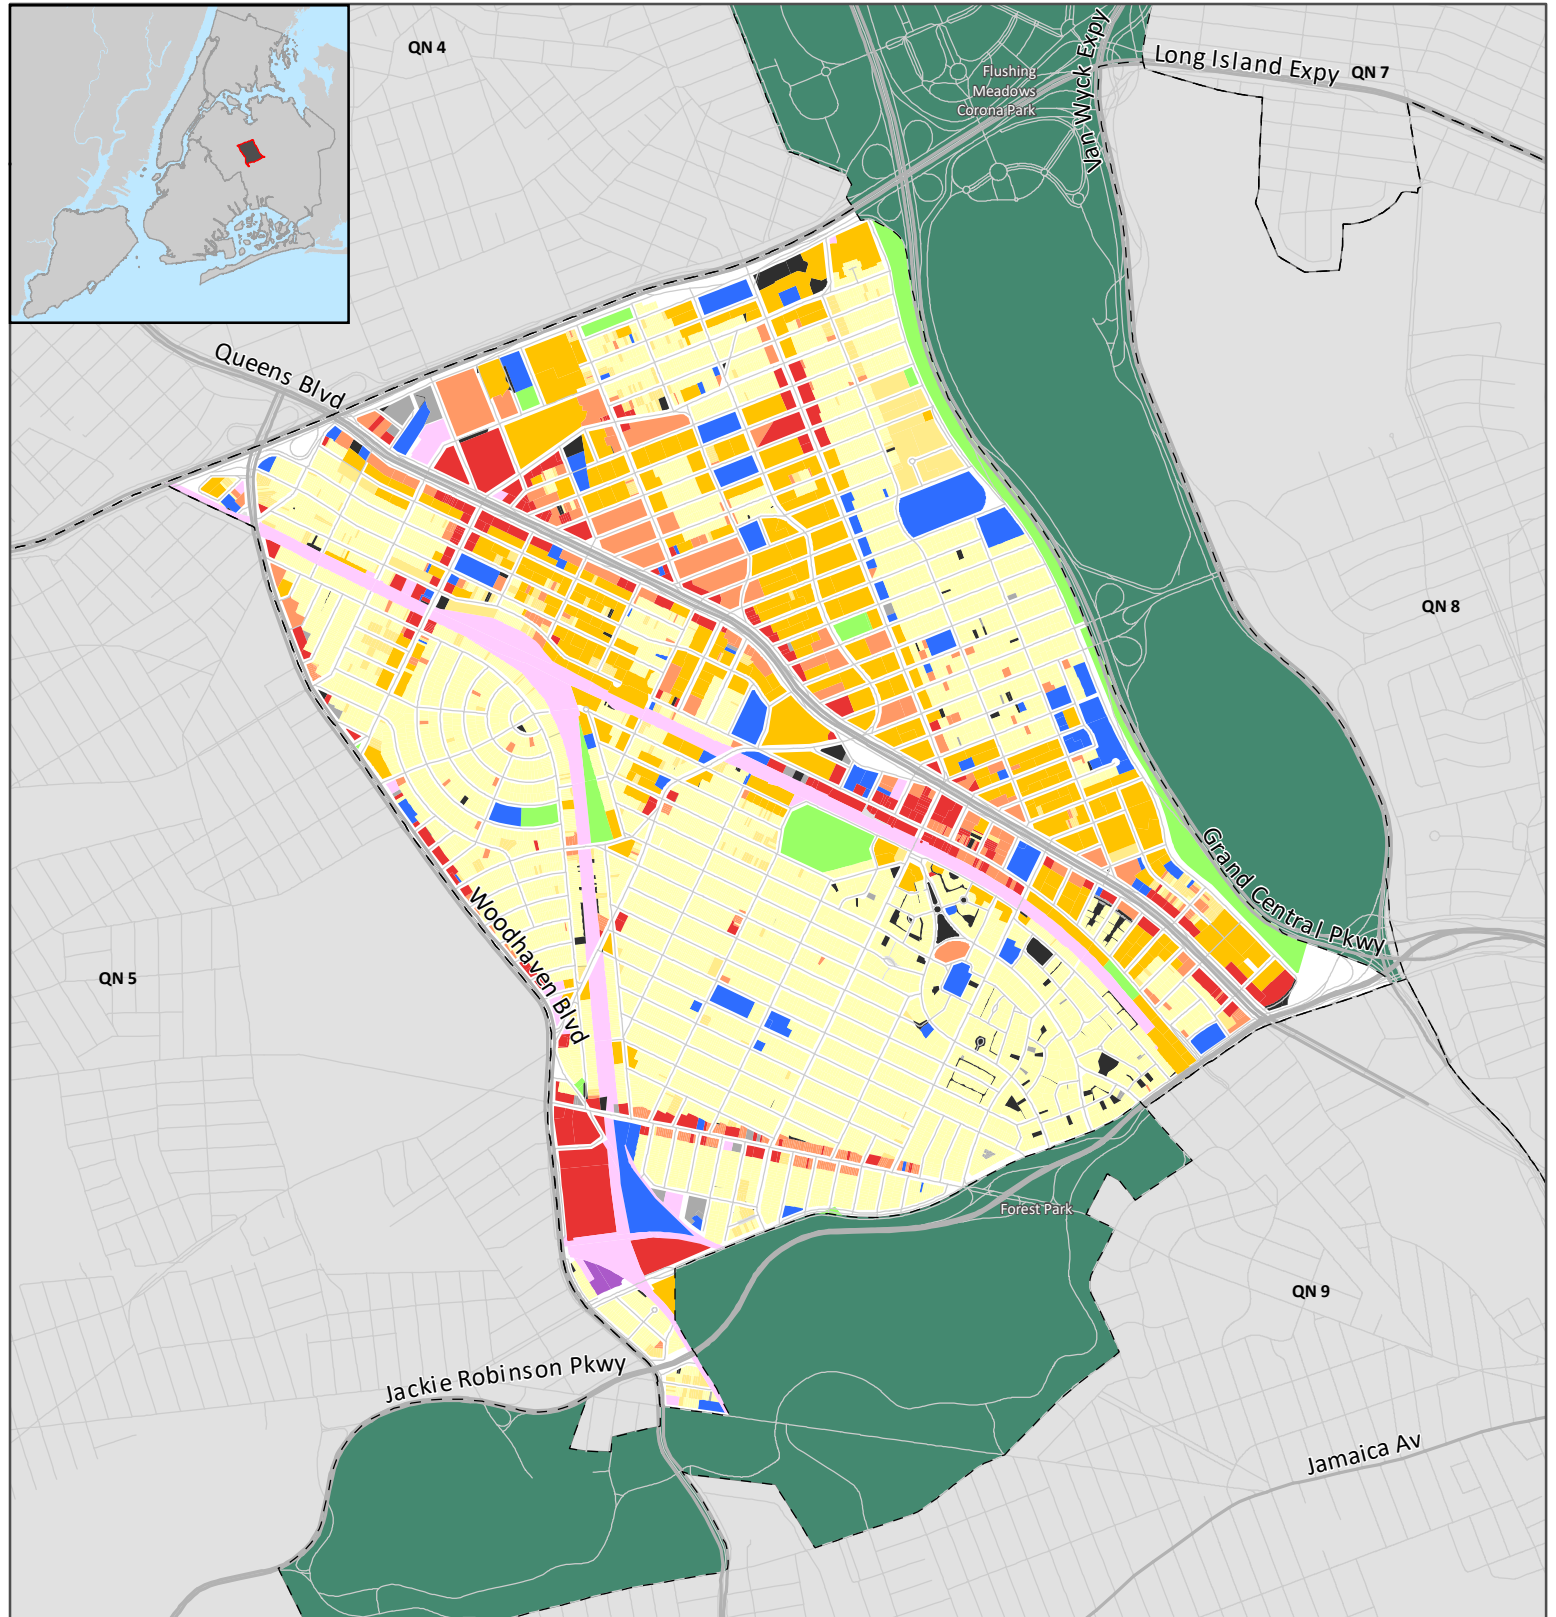 QN 4
Flushing
Meadows
Corona Park
Van Wyck Expy
Long Island Expy
QN 7
Queens Blvd
QN 8
Grand Central Pkwy
Woodhaven Blvd
QN 5
Forest Park
QN 9
Jackie Robinson Pkwy
Jamaica Av